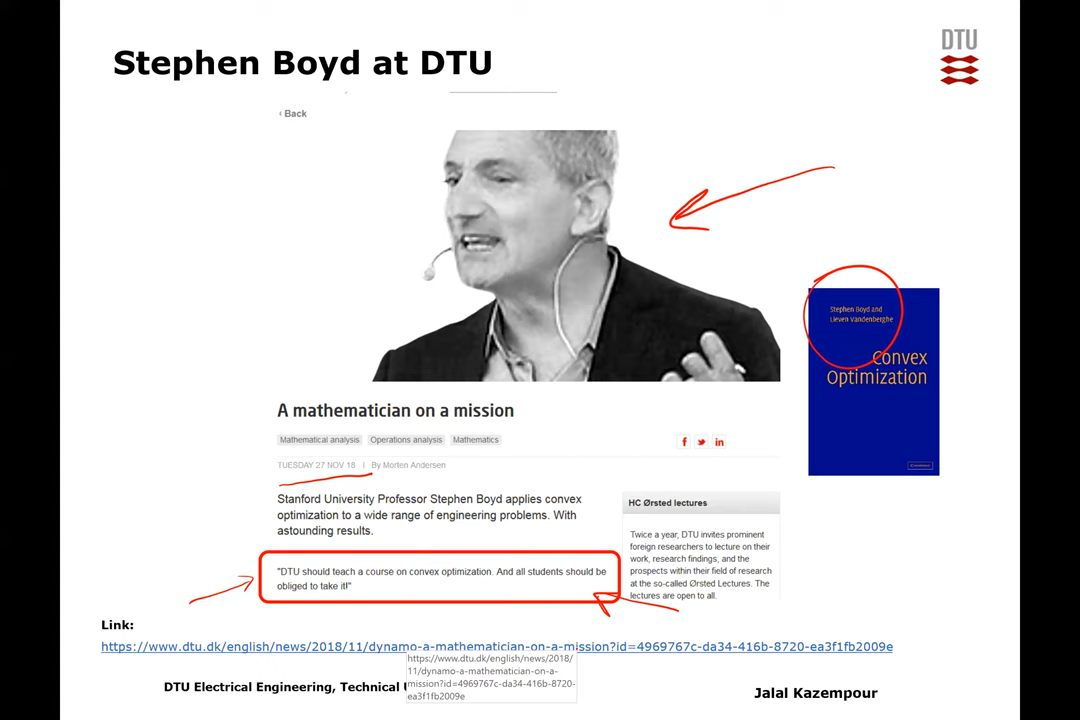 Stephen Boyd at DTU
DTU
‹ Back
Stephen Boyd and
Lieven Vandenberghe
Convex
Optimization
A mathematician on a mission
Mathematical analysis Operations analysis Mathematics
TUESDAY 27 NOV 18 | By Morten Andersen
Stanford University Professor Stephen Boyd applies convex
optimization to a wide range of engineering problems. With
astounding results.
"DTU should teach a course on convex optimization. And all students should be
obliged to take it!"
HC Ørsted lectures
Twice a year, DTU invites prominent
foreign researchers to lecture on their
work, research findings, and the
prospects within their field of research
at the so-called Ørsted Lectures. The
lectures are open to all.
Link:
https://www.dtu.dk/english/news/2018/11/dynamo-a-mathematician-on-a-mission?id=4969767c-da34-416b-8720-ea3f1fb2009e
https://www.dtu.dk/english/news/2018/
11/dynamo-a-mathematician-on-a-
mission?id=4969767c-da34-416b-8720-
ea3f1fb2009e
DTU Electrical Engineering, Technical
Jalal Kazempour